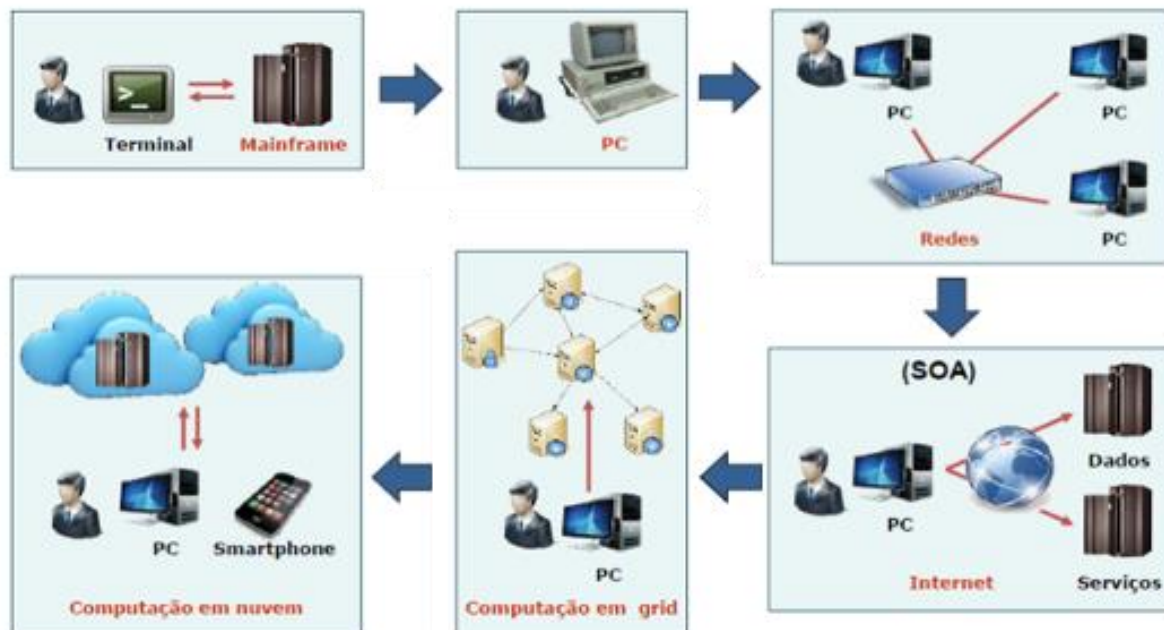 >_
Terminal
Mainframe
PC
PC
PC
PC
Redes
(SOA)
PC
Dados
Serviços
Internet
PC
Computação em grid
PC
Smartphone
Computação em nuvem